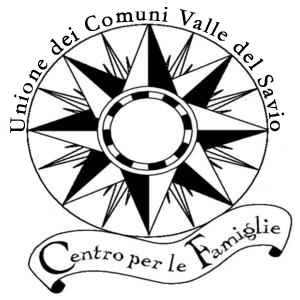 Unione dei Comuni Valle del Savio
Centro per le Famiglie